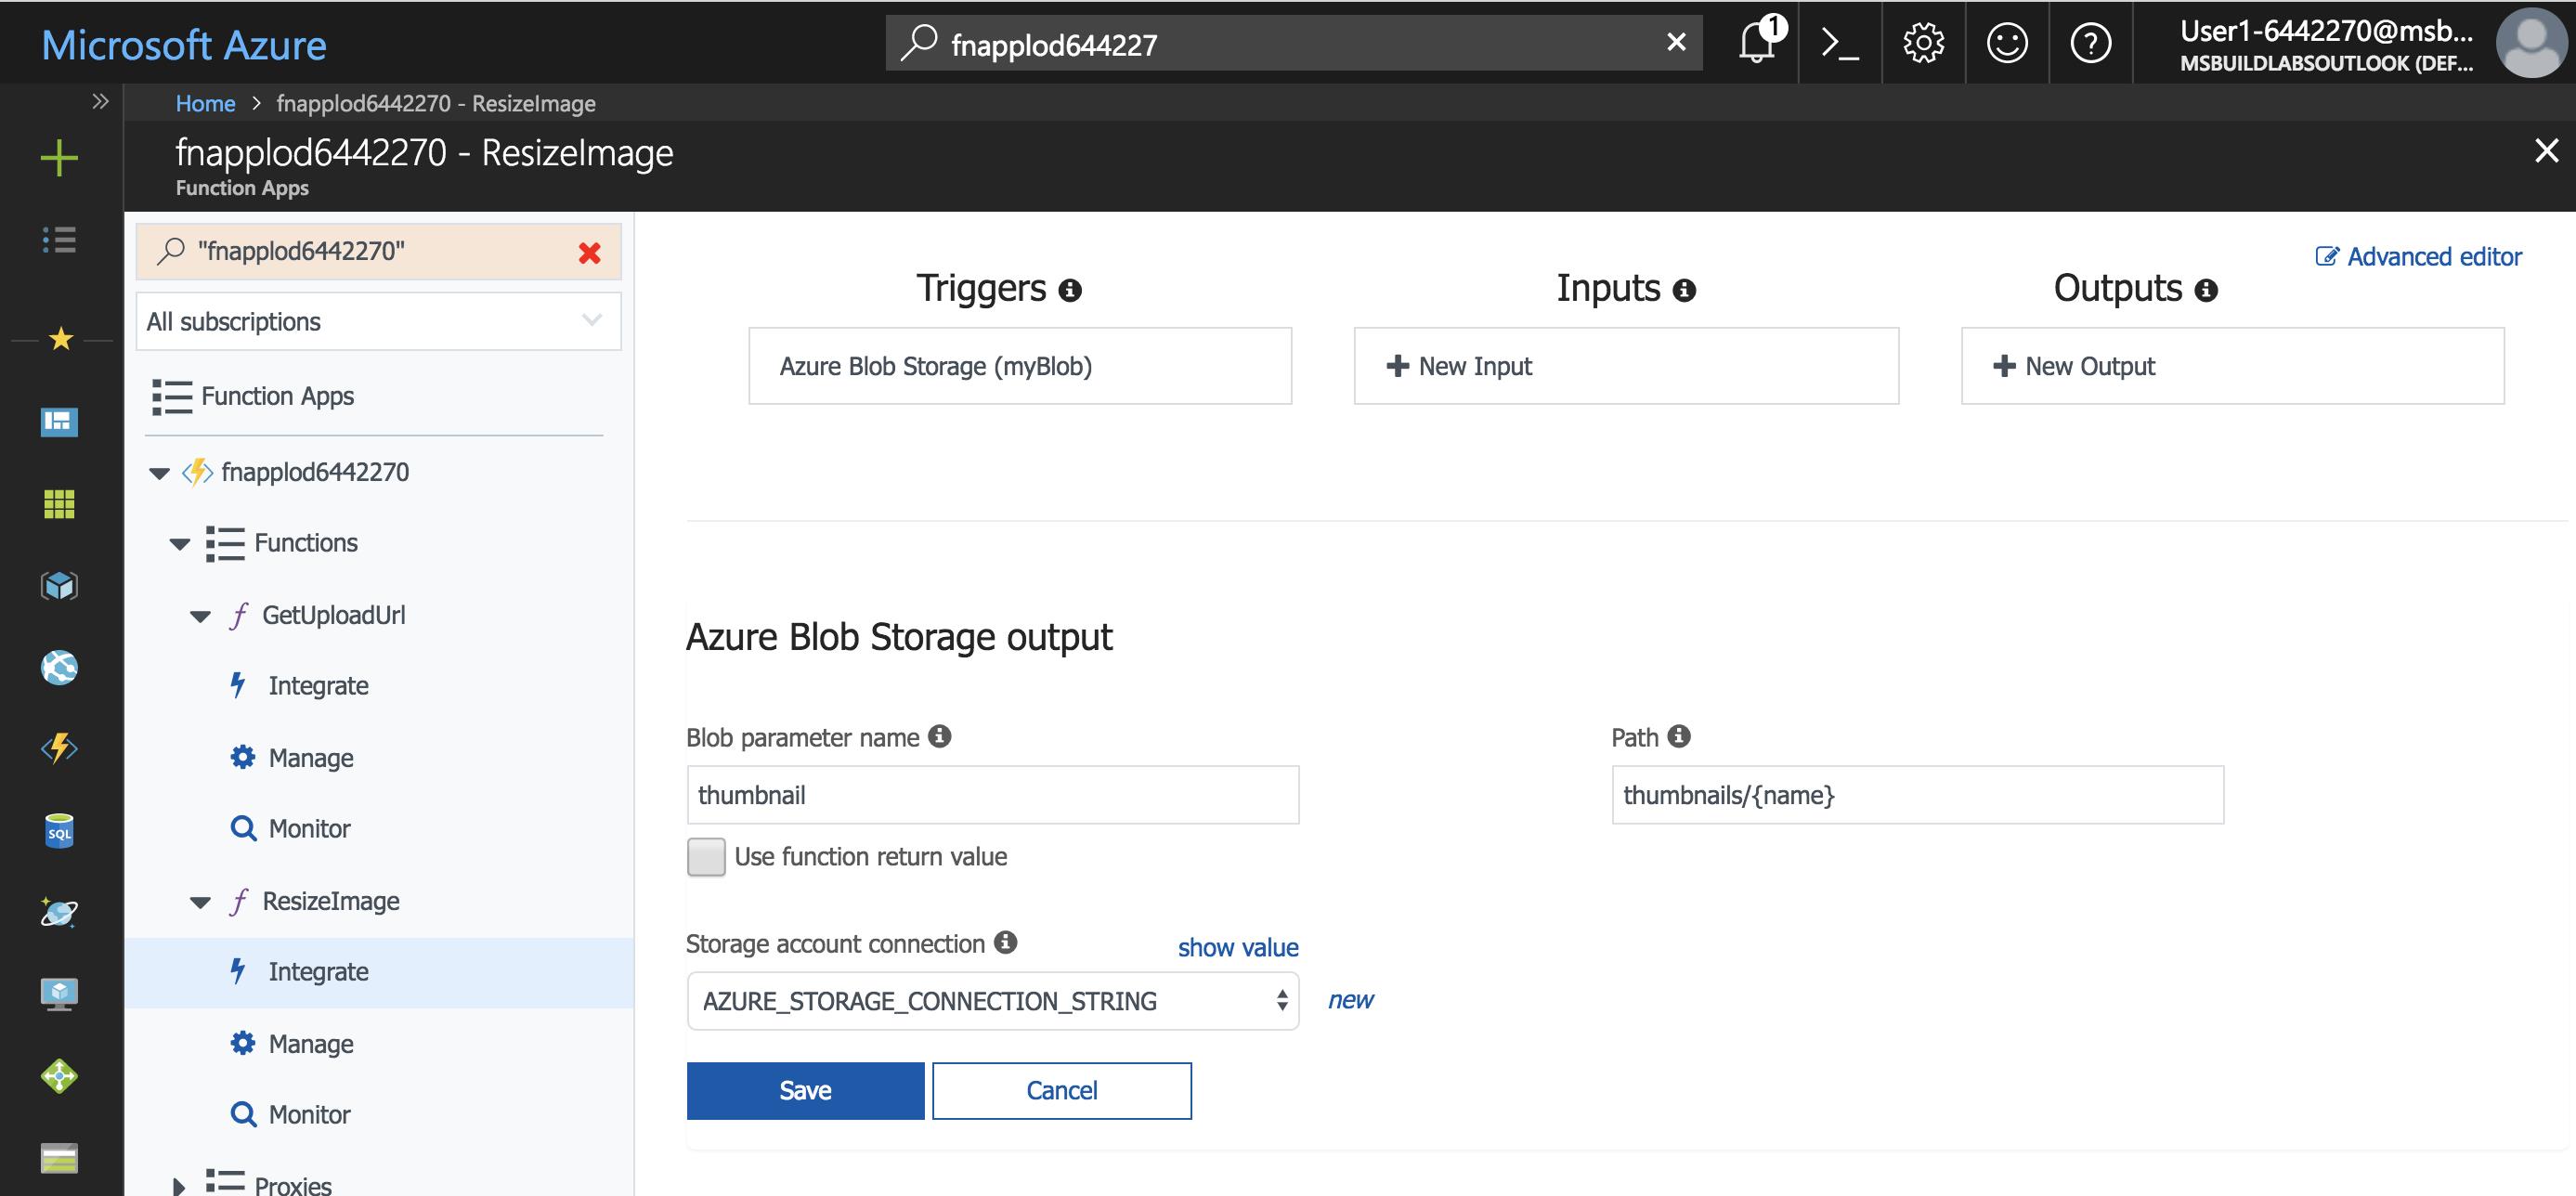 Microsoft Azure
fnapplod644227
1
User1-6442270@msb...
MSBUILDLABSOUTLOOK (DEF...
Home > fnapplod6442270 - ResizeImage
fnapplod6442270 - ResizeImage
Function Apps
"fnapplod6442270"
All subscriptions
Function Apps
fnapplod6442270
Functions
GetUploadUrl
Integrate
Manage
Monitor
ResizeImage
Integrate
Manage
Monitor
Proxies
SQL
Advanced editor
Triggers
Inputs
Outputs
Azure Blob Storage (myBlob)
New Input
New Output
Azure Blob Storage output
Blob parameter name
Path
thumbnail
thumbnails/{name}
Use function return value
Storage account connection
show value
AZURE_STORAGE_CONNECTION_STRING
new
Save
Cancel